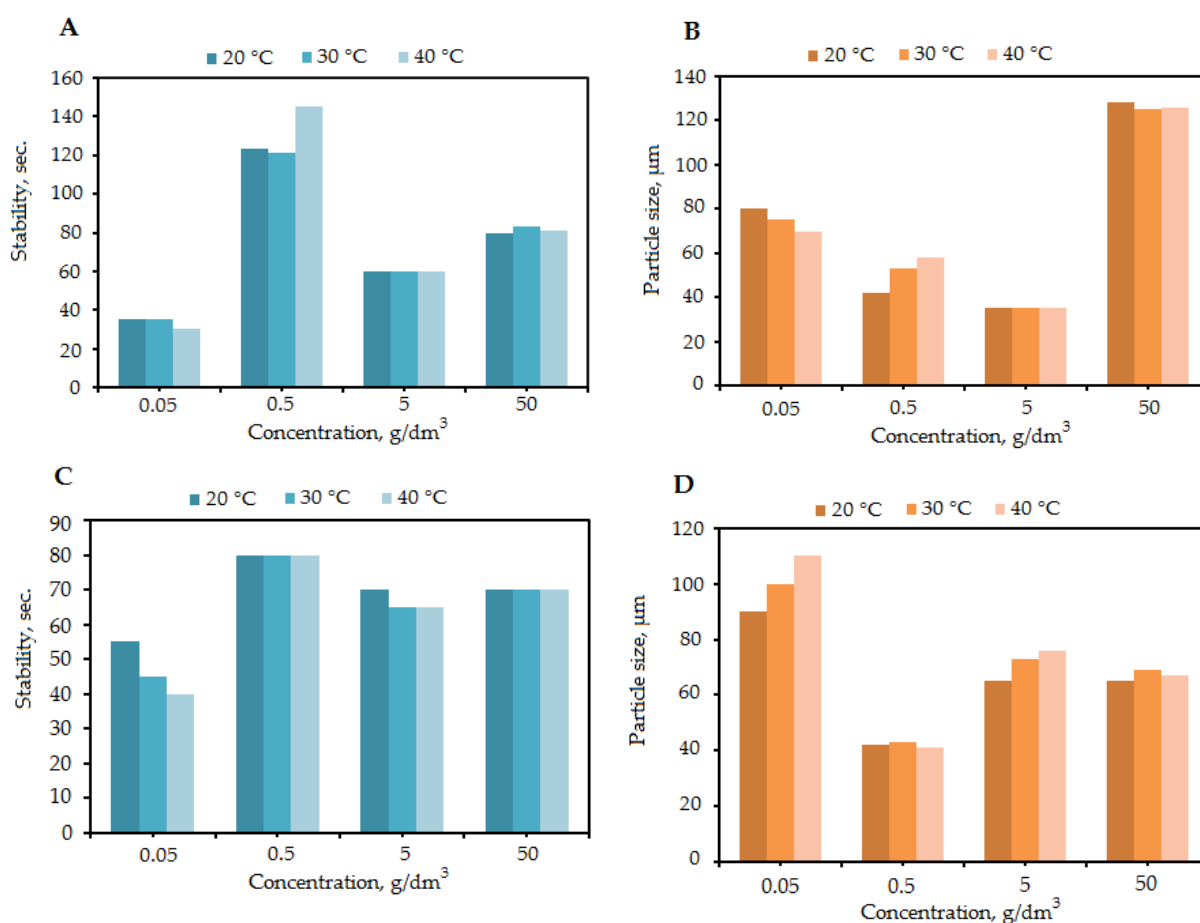 A
20 °C 30 °C 40 °C
Stability, sec.
160
140
120
100
80
60
40
20
0
0.05 0.5 5 50
Concentration, g/dm³
B
20 °C 30 °C 40 °C
Particle size, µm
140
120
100
80
60
40
20
0
0.05 0.5 5 50
Concentration, g/dm³
C
20 °C 30 °C 40 °C
Stability, sec.
90
80
70
60
50
40
30
20
10
0
0.05 0.5 5 50
Concentration, g/dm³
D
20 °C 30 °C 40 °C
Particle size, µm
120
100
80
60
40
20
0
0.05 0.5 5 50
Concentration, g/dm³